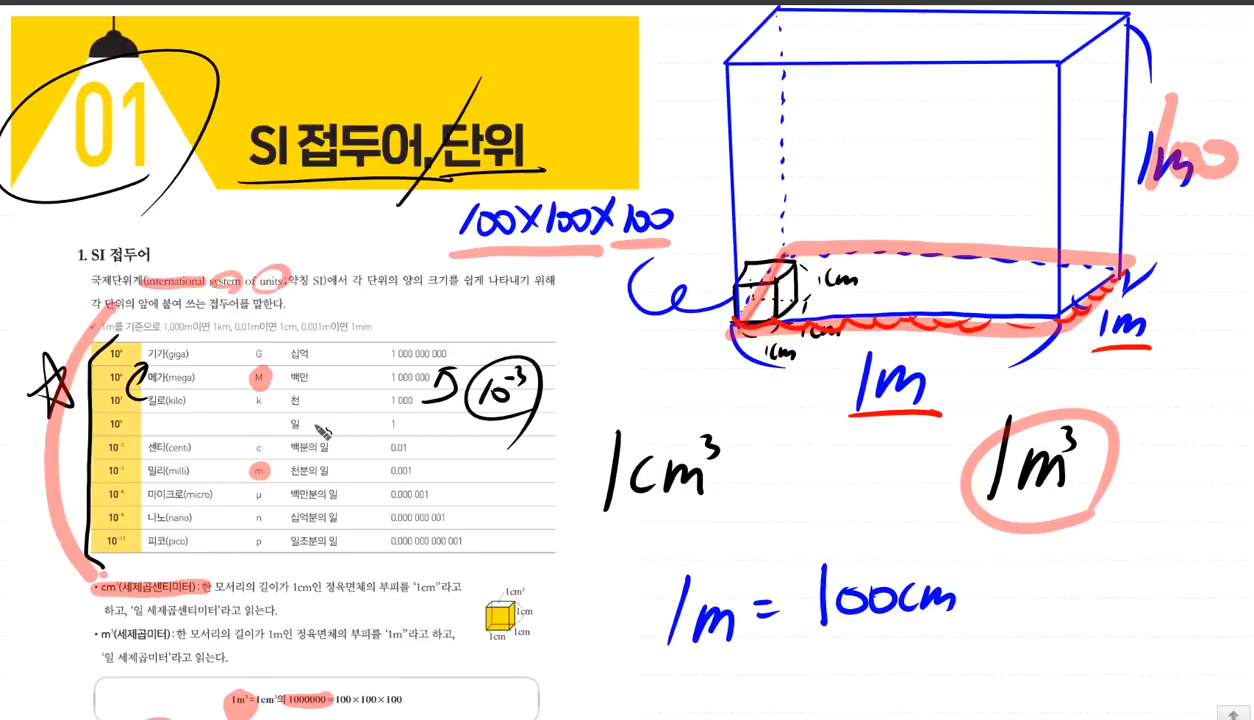 01
SI 접두어, 단위
1. SI 접두어
국제단위계(international system of units, 약칭 SI)에서 각 단위의 양의 크기를 쉽게 나타내기 위해
각 단위의 앞에 붙여 쓰는 접두어를 말한다.
✓ 1m를 기준으로 1,000m이면 1km, 0.01m이면 1cm, 0.001m이면 1mm
10⁹ 기가(giga) G 십억 1 000 000 000
10⁶ 메가(mega) M 백만 1 000 000
10³ 킬로(kilo) k 천 1 000
10⁰ 일 1
10⁻² 센티(centi) c 백분의 일 0.01
10⁻³ 밀리(milli) m 천분의 일 0.001
10⁻⁶ 마이크로(micro) μ 백만분의 일 0.000 001
10⁻⁹ 나노(nano) n 십억분의 일 0.000 000 001
10⁻¹² 피코(pico) p 일조분의 일 0.000 000 000 001
10⁻³
• cm³(세제곱센티미터) : 한 모서리의 길이가 1cm인 정육면체의 부피를 '1cm³'라고
하고, '일 세제곱센티미터'라고 읽는다.
• m³(세제곱미터) : 한 모서리의 길이가 1m인 정육면체의 부피를 '1m³'라고 하고,
'일 세제곱미터'라고 읽는다.
1cm³
1cm
1cm
1cm
1m³=1cm³의 1000000=100×100×100
100×100×100
1m
100
1cm
1cm
1cm
1m
1m
1cm³
1m³
1m = 100cm